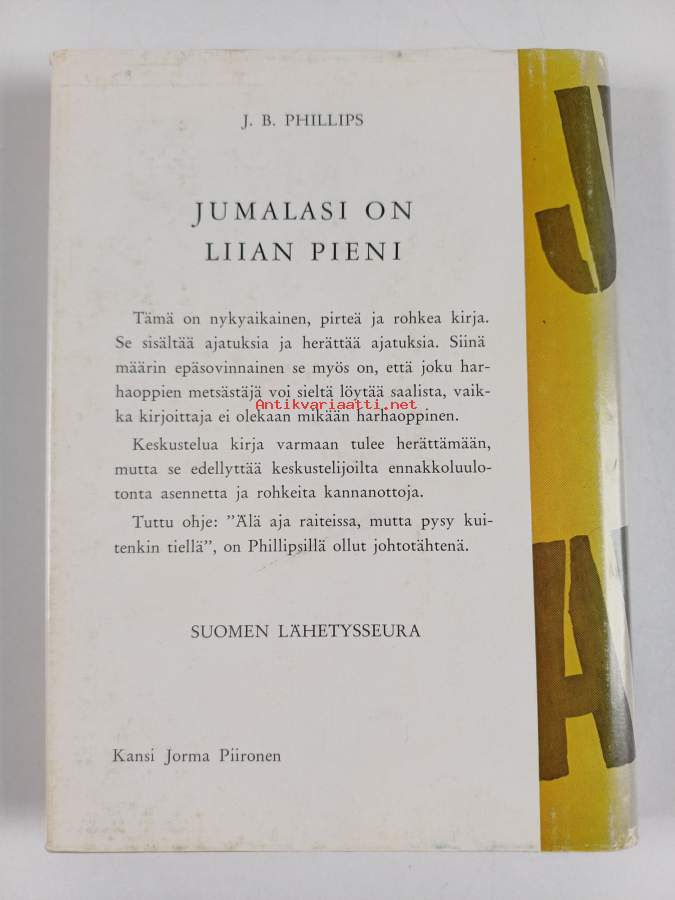 J. B. PHILLIPS
JUMALASI ON
LIIAN PIENI
Tämä on nykyaikainen, pirteä ja rohkea kirja.
Se sisältää ajatuksia ja herättää ajatuksia. Siinä
määrin epäsovinnainen se myös on, että joku har-
haoppien metsästäjä voi sieltä löytää saalista, vaik-
Antikvariaatti.net
ka kirjoittaja ei olekaan mikään harhaoppinen.
Keskustelua kirja varmaan tulee herättämään,
mutta se edellyttää keskustelijoilta ennakkoluulo-
tonta asennetta ja rohkeita kannanottoja.
Tuttu ohje: ”Älä aja raiteissa, mutta pysy kui-
tenkin tiellä”, on Phillipsillä ollut johtotähtenä.
SUOMEN LÄHETYSSEURA
Kansi Jorma Piironen
J
A